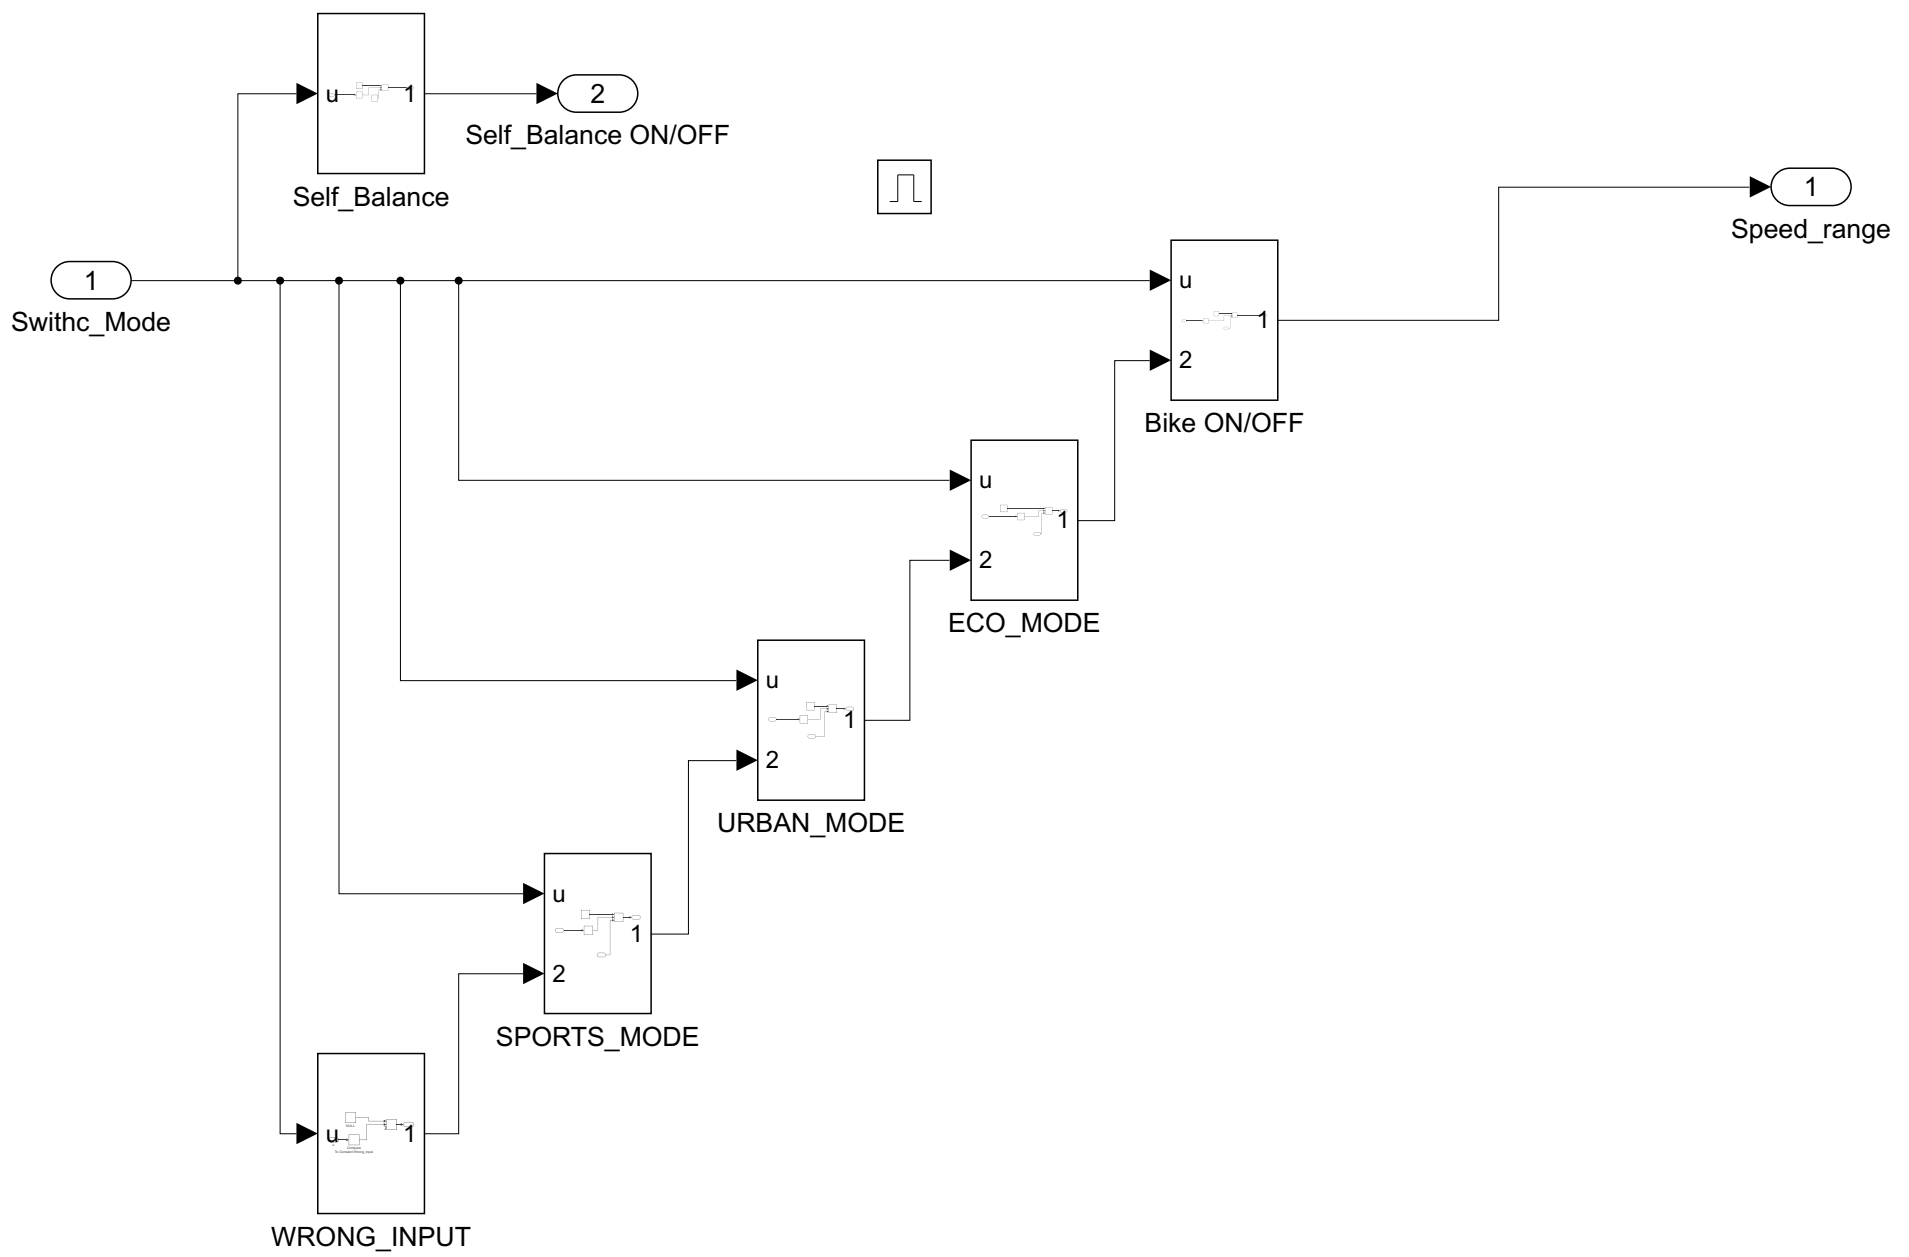 u
1
2
Self_Balance ON/OFF
Self_Balance
1
Speed_range
1
Swithc_Mode
u
1
2
Bike ON/OFF
u
1
2
ECO_MODE
u
1
2
URBAN_MODE
u
1
2
SPORTS_MODE
u
1
WRONG_INPUT